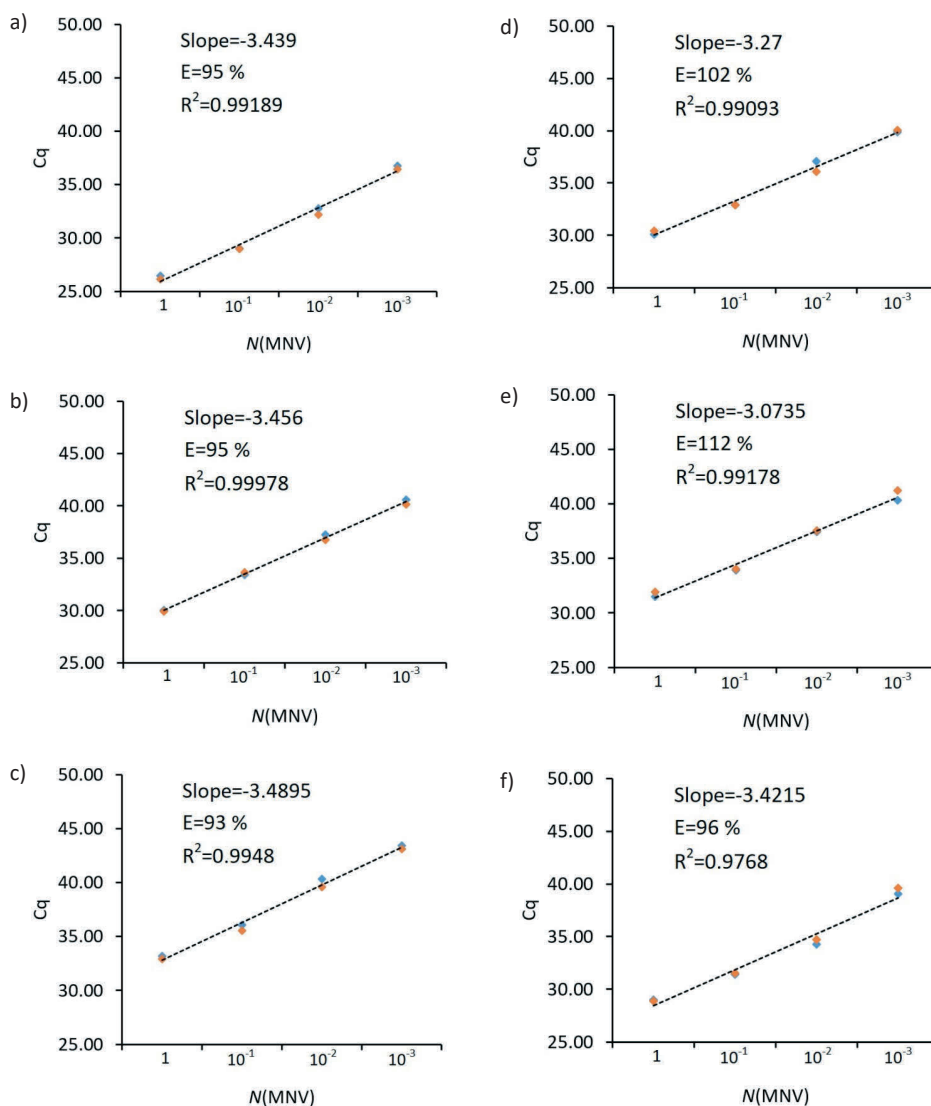 a)
50.00
45.00
40.00
35.00
30.00
25.00
Cq
Slope=-3.439
E=95 %
R²=0.99189
1 10⁻¹ 10⁻² 10⁻³
N(MNV)
d)
50.00
45.00
40.00
35.00
30.00
25.00
Cq
Slope=-3.27
E=102 %
R²=0.99093
1 10⁻¹ 10⁻² 10⁻³
N(MNV)
b)
50.00
45.00
40.00
35.00
30.00
25.00
Cq
Slope=-3.456
E=95 %
R²=0.99978
1 10⁻¹ 10⁻² 10⁻³
N(MNV)
e)
50.00
45.00
40.00
35.00
30.00
25.00
Cq
Slope=-3.0735
E=112 %
R²=0.99178
1 10⁻¹ 10⁻² 10⁻³
N(MNV)
c)
50.00
45.00
40.00
35.00
30.00
25.00
Cq
Slope=-3.4895
E=93 %
R²=0.9948
1 10⁻¹ 10⁻² 10⁻³
N(MNV)
f)
50.00
45.00
40.00
35.00
30.00
25.00
Cq
Slope=-3.4215
E=96 %
R²=0.9768
1 10⁻¹ 10⁻² 10⁻³
N(MNV)